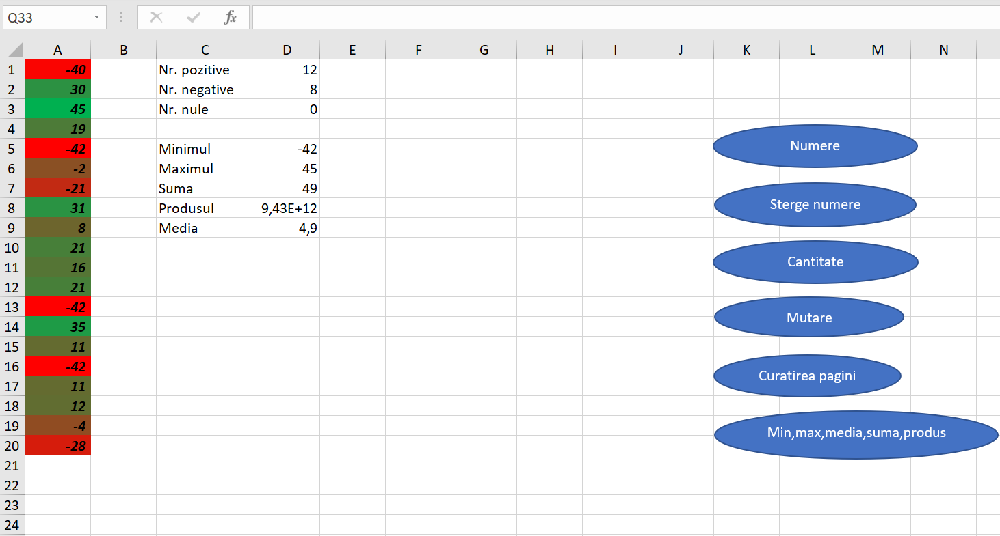 Q33 fx
A B C D E F G H I J K L M N
1 -40 Nr. pozitive 12
2 30 Nr. negative 8
3 45 Nr. nule 0
4 19
Numere
5 -42 Minimul -42
6 -2 Maximul 45
7 -21 Suma 49
Sterge numere
8 31 Produsul 9,43E+12
9 8 Media 4,9
10 21
Cantitate
11 16
12 21
13 -42
Mutare
14 35
15 11
16 -42
Curatirea pagini
17 11
18 12
19 -4
Min,max,media,suma,produs
20 -28
21
22
23
24